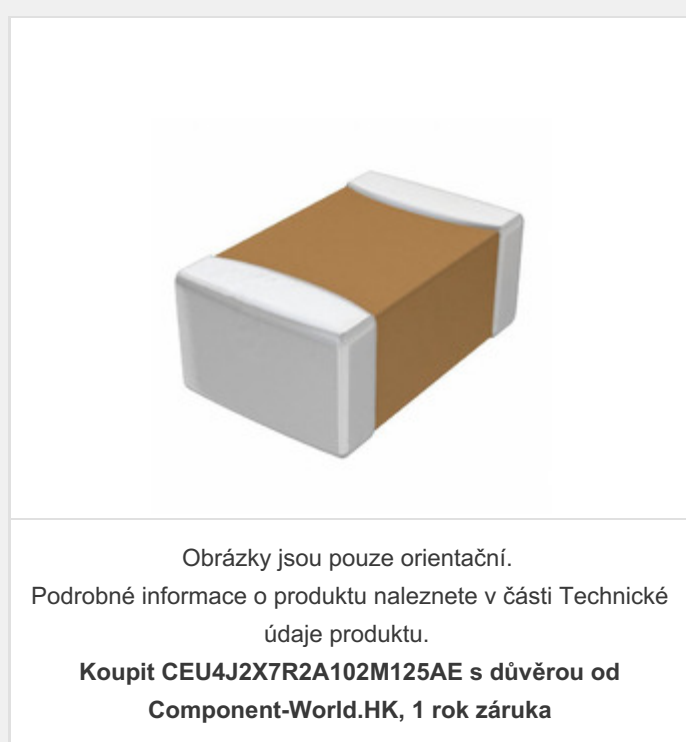 Obrázky jsou pouze orientační.
Podrobné informace o produktu naleznete v části Technické
údaje produktu.
Koupit CEU4J2X7R2A102M125AE s důvěrou od
Component-World.HK, 1 rok záruka